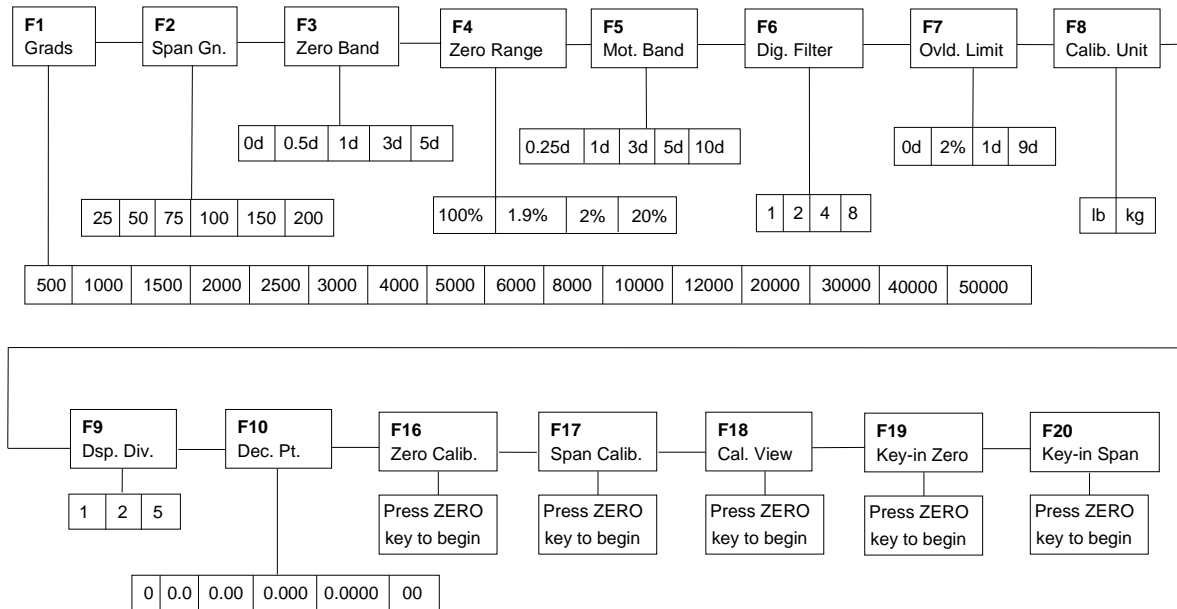 F1 F2 F3 F4 F5 F6 F7 F8
Grads Span Gn. Zero Band Zero Range Mot. Band Dig. Filter Ovld. Limit Calib. Unit
0d 0.5d 1d 3d 5d
0.25d 1d 3d 5d 10d
0d 2% 1d 9d
25 50 75 100 150 200
100% 1.9% 2% 20%
1 2 4 8
lb kg
500 1000 1500 2000 2500 3000 4000 5000 6000 8000 10000 12000 20000 30000 40000 50000
F9 F10 F16 F17 F18 F19 F20
Dsp. Div. Dec. Pt. Zero Calib. Span Calib. Cal. View Key-in Zero Key-in Span
1 2 5
Press ZERO Press ZERO Press ZERO Press ZERO Press ZERO
key to begin key to begin key to begin key to begin key to begin
0 0.0 0.00 0.000 0.0000 00